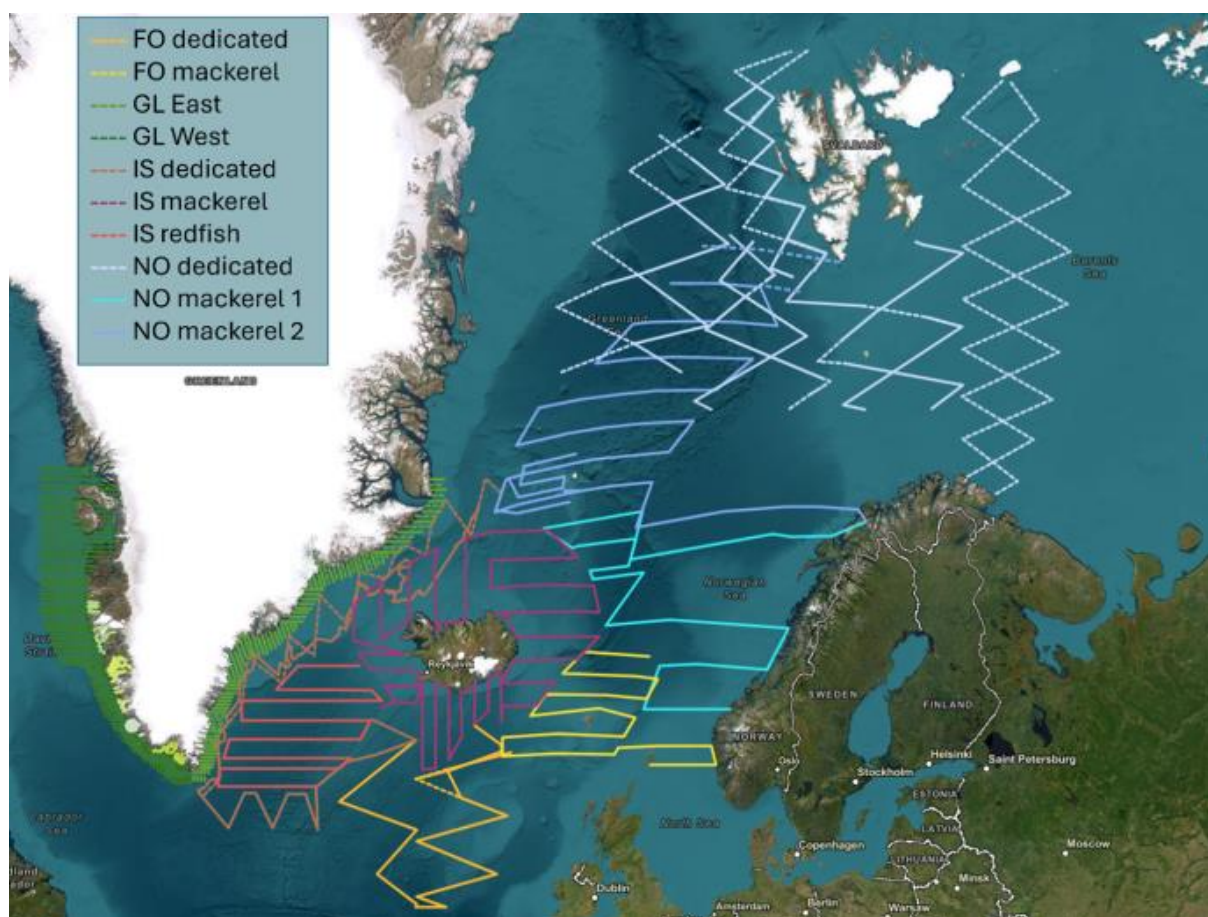 FO dedicated
FO mackerel
GL East
GL West
IS dedicated
IS mackerel
IS redfish
NO dedicated
NO mackerel 1
NO mackerel 2
SVALBARD
Barents
Sea
Greenland
GREENLAND
Norwegian
Sea
Reykjavik
SWEDEN
FINLAND
NORWAY
Helsinki
Oslo
Saint Petersburg
Stockholm
ESTONIA
Labrador
Sea
North Sea
LATVIA
Moscow
Copenhagen
LITHUANIA
Minsk
Dublin
Amsterdam
Berlin
Warsaw